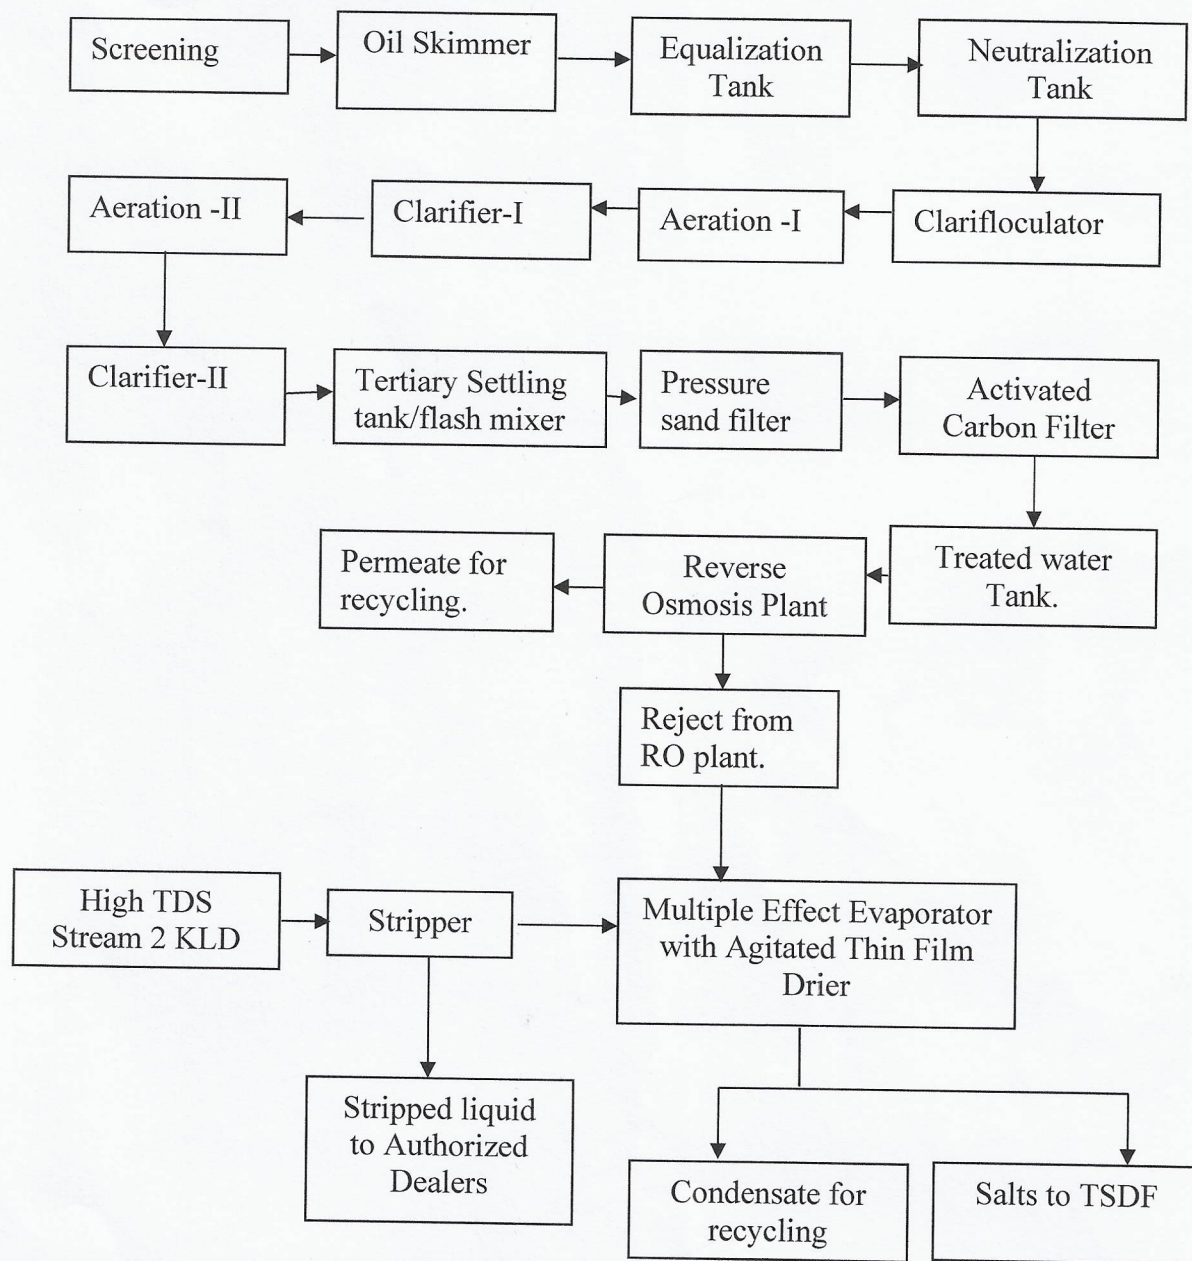 Screening
Oil Skimmer
Equalization
Tank
Neutralization
Tank
Aeration -II
Clarifier-I
Aeration -I
Clarifloculator
Clarifier-II
Tertiary Settling
tank/flash mixer
Pressure
sand filter
Activated
Carbon Filter
Permeate for
recycling.
Reverse
Osmosis Plant
Treated water
Tank.
Reject from
RO plant.
High TDS
Stream 2 KLD
Stripper
Multiple Effect Evaporator
with Agitated Thin Film
Drier
Stripped liquid
to Authorized
Dealers
Condensate for
recycling
Salts to TSDF